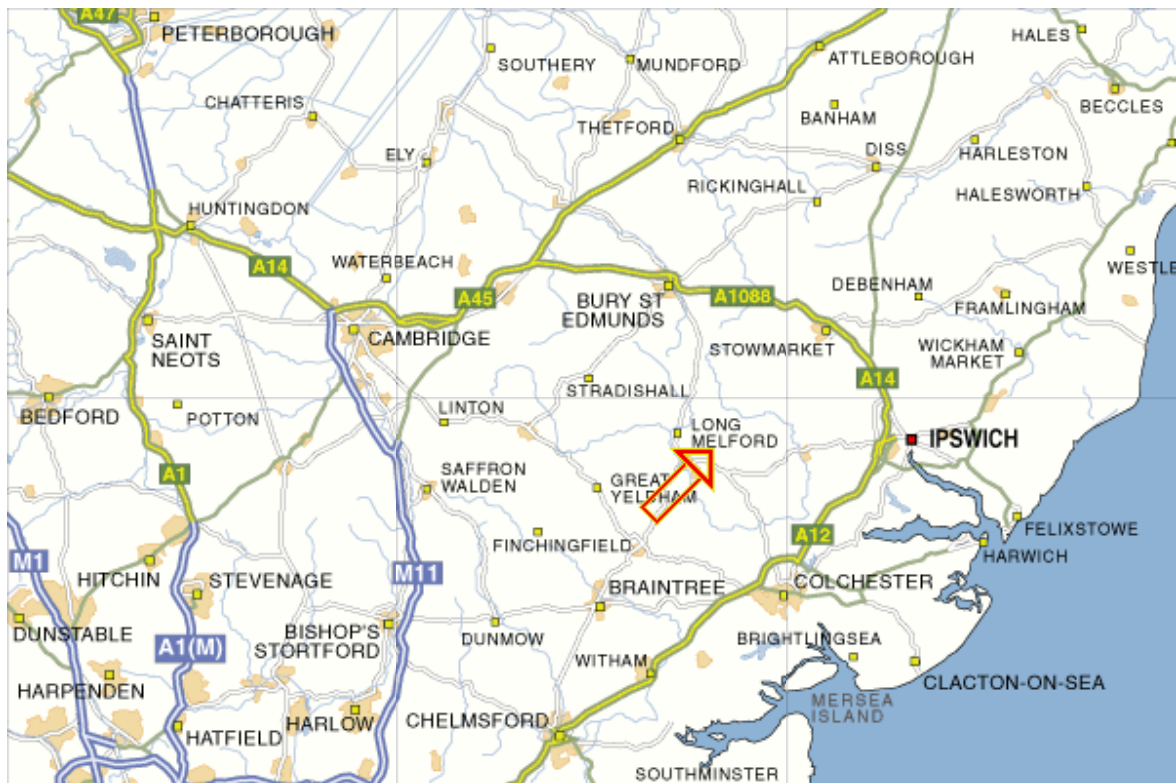 A47
PETERBOROUGH
SOUTHERY
MUNDFORD
ATTLEBOROUGH
HALES
CHATTERIS
BECCLES
BANHAM
THETFORD
ELY
DISS
HARLESTON
RICKINGHALL
HALESWORTH
HUNTINGDON
WATERBEACH
A14
WESTLE
A45
BURY ST
EDMUNDS
A1088
DEBENHAM
FRAMLINGHAM
SAINT
NEOTS
CAMBRIDGE
STOWMARKET
WICKHAM
MARKET
A14
STRADISHALL
BEDFORD
POTTON
LINTON
LONG
MELFORD
IPSWICH
A1
SAFFRON
WALDEN
GREAT
YELDHAM
FELIXSTOWE
FINCHINGFIELD
A12
HARWICH
M1
HITCHIN
STEVENAGE
M11
BRAINTREE
COLCHESTER
DUNSTABLE
A1(M)
BISHOP'S
STORTFORD
DUNMOW
BRIGHTLINGSEA
WITHAM
CLACTON-ON-SEA
HARPENDEN
MERSEA
ISLAND
HARLOW
CHELMSFORD
HATFIELD
SOUTHMINSTER